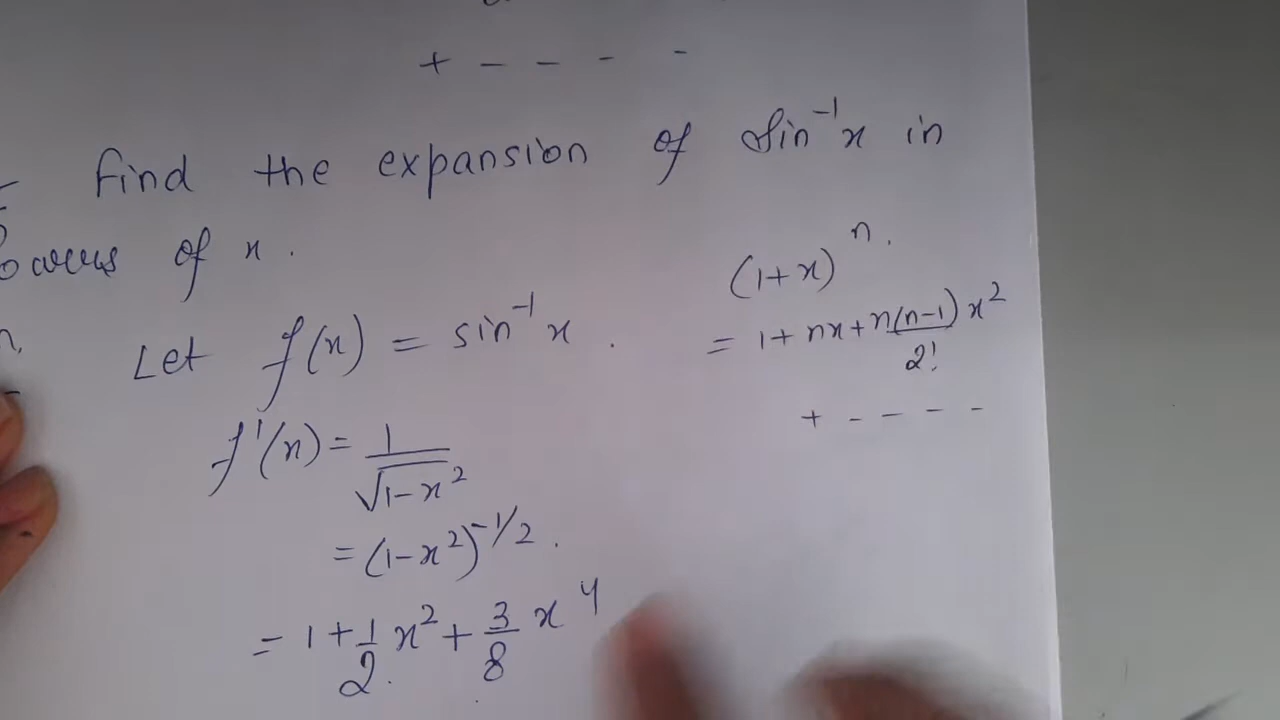 + - - - -
Find the expansion of Sin⁻¹x in
of x.
Let f(x) = sin⁻¹x.
(1+x)ⁿ.
= 1 + nx + n(n-1)/2! x²
+ - - - -
f'(x) = 1/√1-x²
= (1-x²)^-1/2.
= 1 + 1/2 x² + 3/8 x⁴